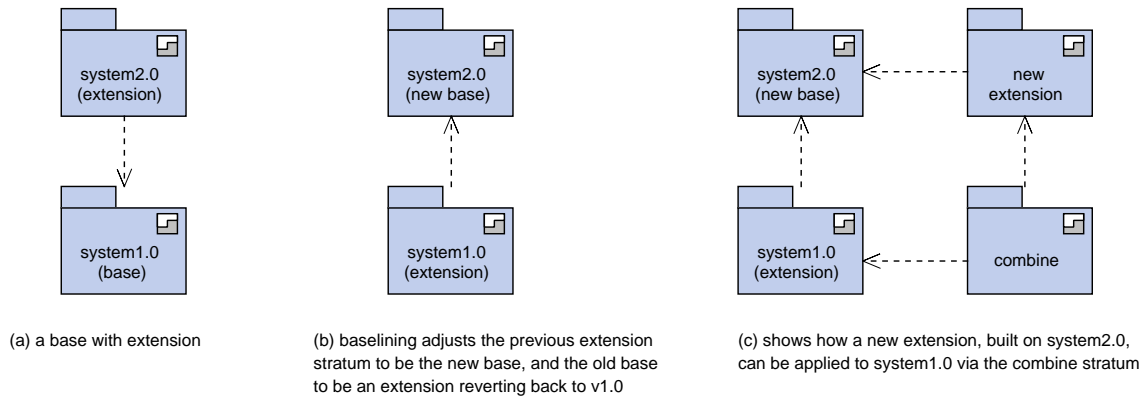 system2.0
(extension)
system1.0
(base)
(a) a base with extension
system2.0
(new base)
system1.0
(extension)
(b) baselining adjusts the previous extension
stratum to be the new base, and the old base
to be an extension reverting back to v1.0
system2.0
(new base)
new
extension
system1.0
(extension)
combine
(c) shows how a new extension, built on system2.0,
can be applied to system1.0 via the combine stratum